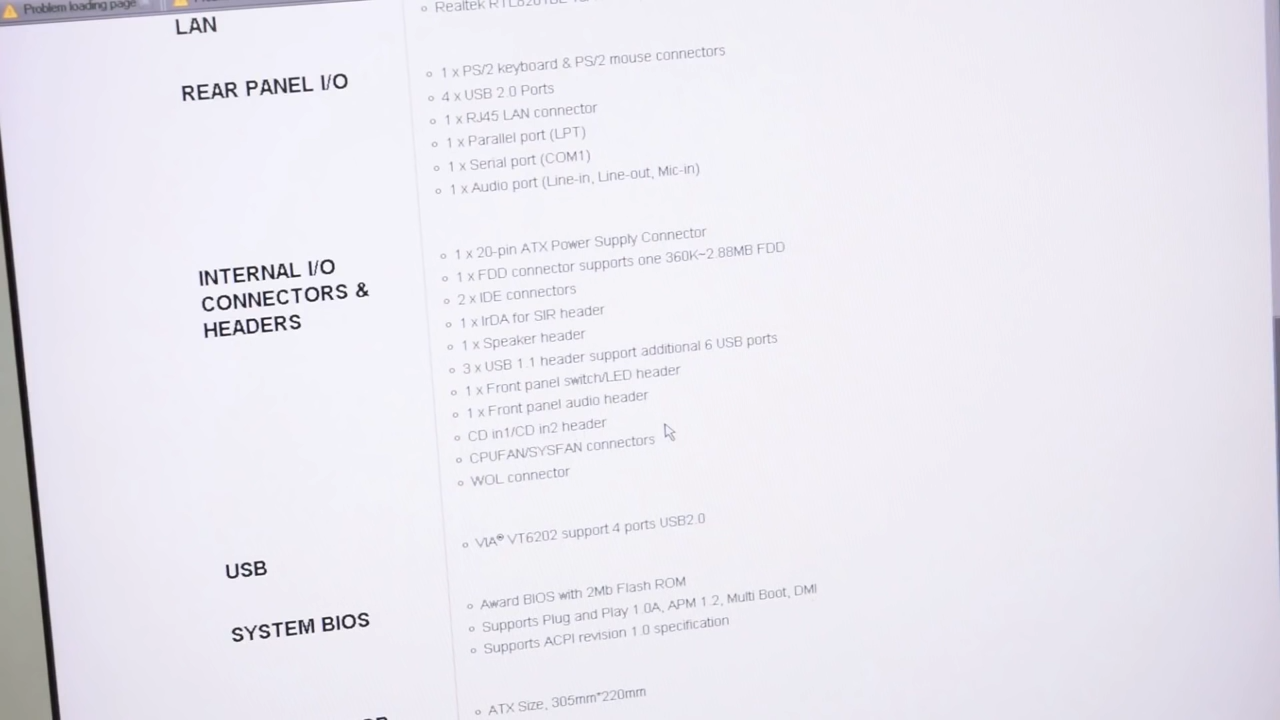 Problem loading page
Realtek
LAN
REAR PANEL I/O
1 x PS/2 keyboard & PS/2 mouse connectors
4 x USB 2.0 Ports
1 x RJ45 LAN connector
1 x Parallel port (LPT)
1 x Serial port (COM1)
1 x Audio port (Line-in, Line-out, Mic-in)
INTERNAL I/O
CONNECTORS &
HEADERS
1 x 20-pin ATX Power Supply Connector
1 x FDD connector supports one 360K~2.88MB FDD
2 x IDE connectors
1 x IrDA for SIR header
1 x Speaker header
3 x USB 1.1 header support additional 6 USB ports
1 x Front panel switch/LED header
1 x Front panel audio header
CD in1/CD in2 header
CPUFAN/SYSFAN connectors
WOL connector
USB
VIA® VT6202 support 4 ports USB2.0
SYSTEM BIOS
Award BIOS with 2Mb Flash ROM
Supports Plug and Play 1.0A, APM 1.2, Multi Boot, DMI
Supports ACPI revision 1.0 specification
ATX Size, 305mm*220mm